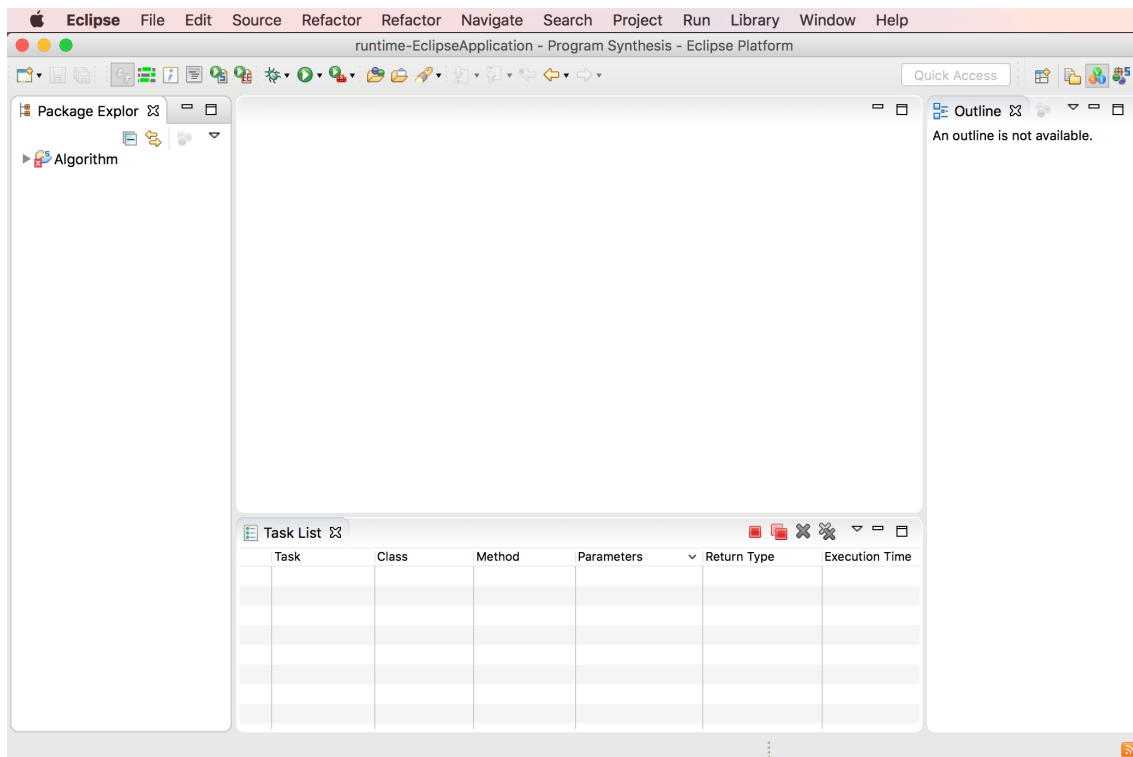 Eclipse File Edit Source Refactor Refactor Navigate Search Project Run Library Window Help
runtime-EclipseApplication - Program Synthesis - Eclipse Platform
Quick Access
Package Explor
Algorithm
Outline
An outline is not available.
Task List
Task Class Method Parameters Return Type Execution Time